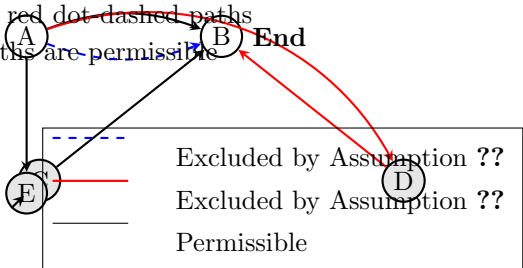 red dot-dashed paths
A
B End
ths are permissible
Excluded by Assumption ??
C
E
D
Excluded by Assumption ??
Permissible